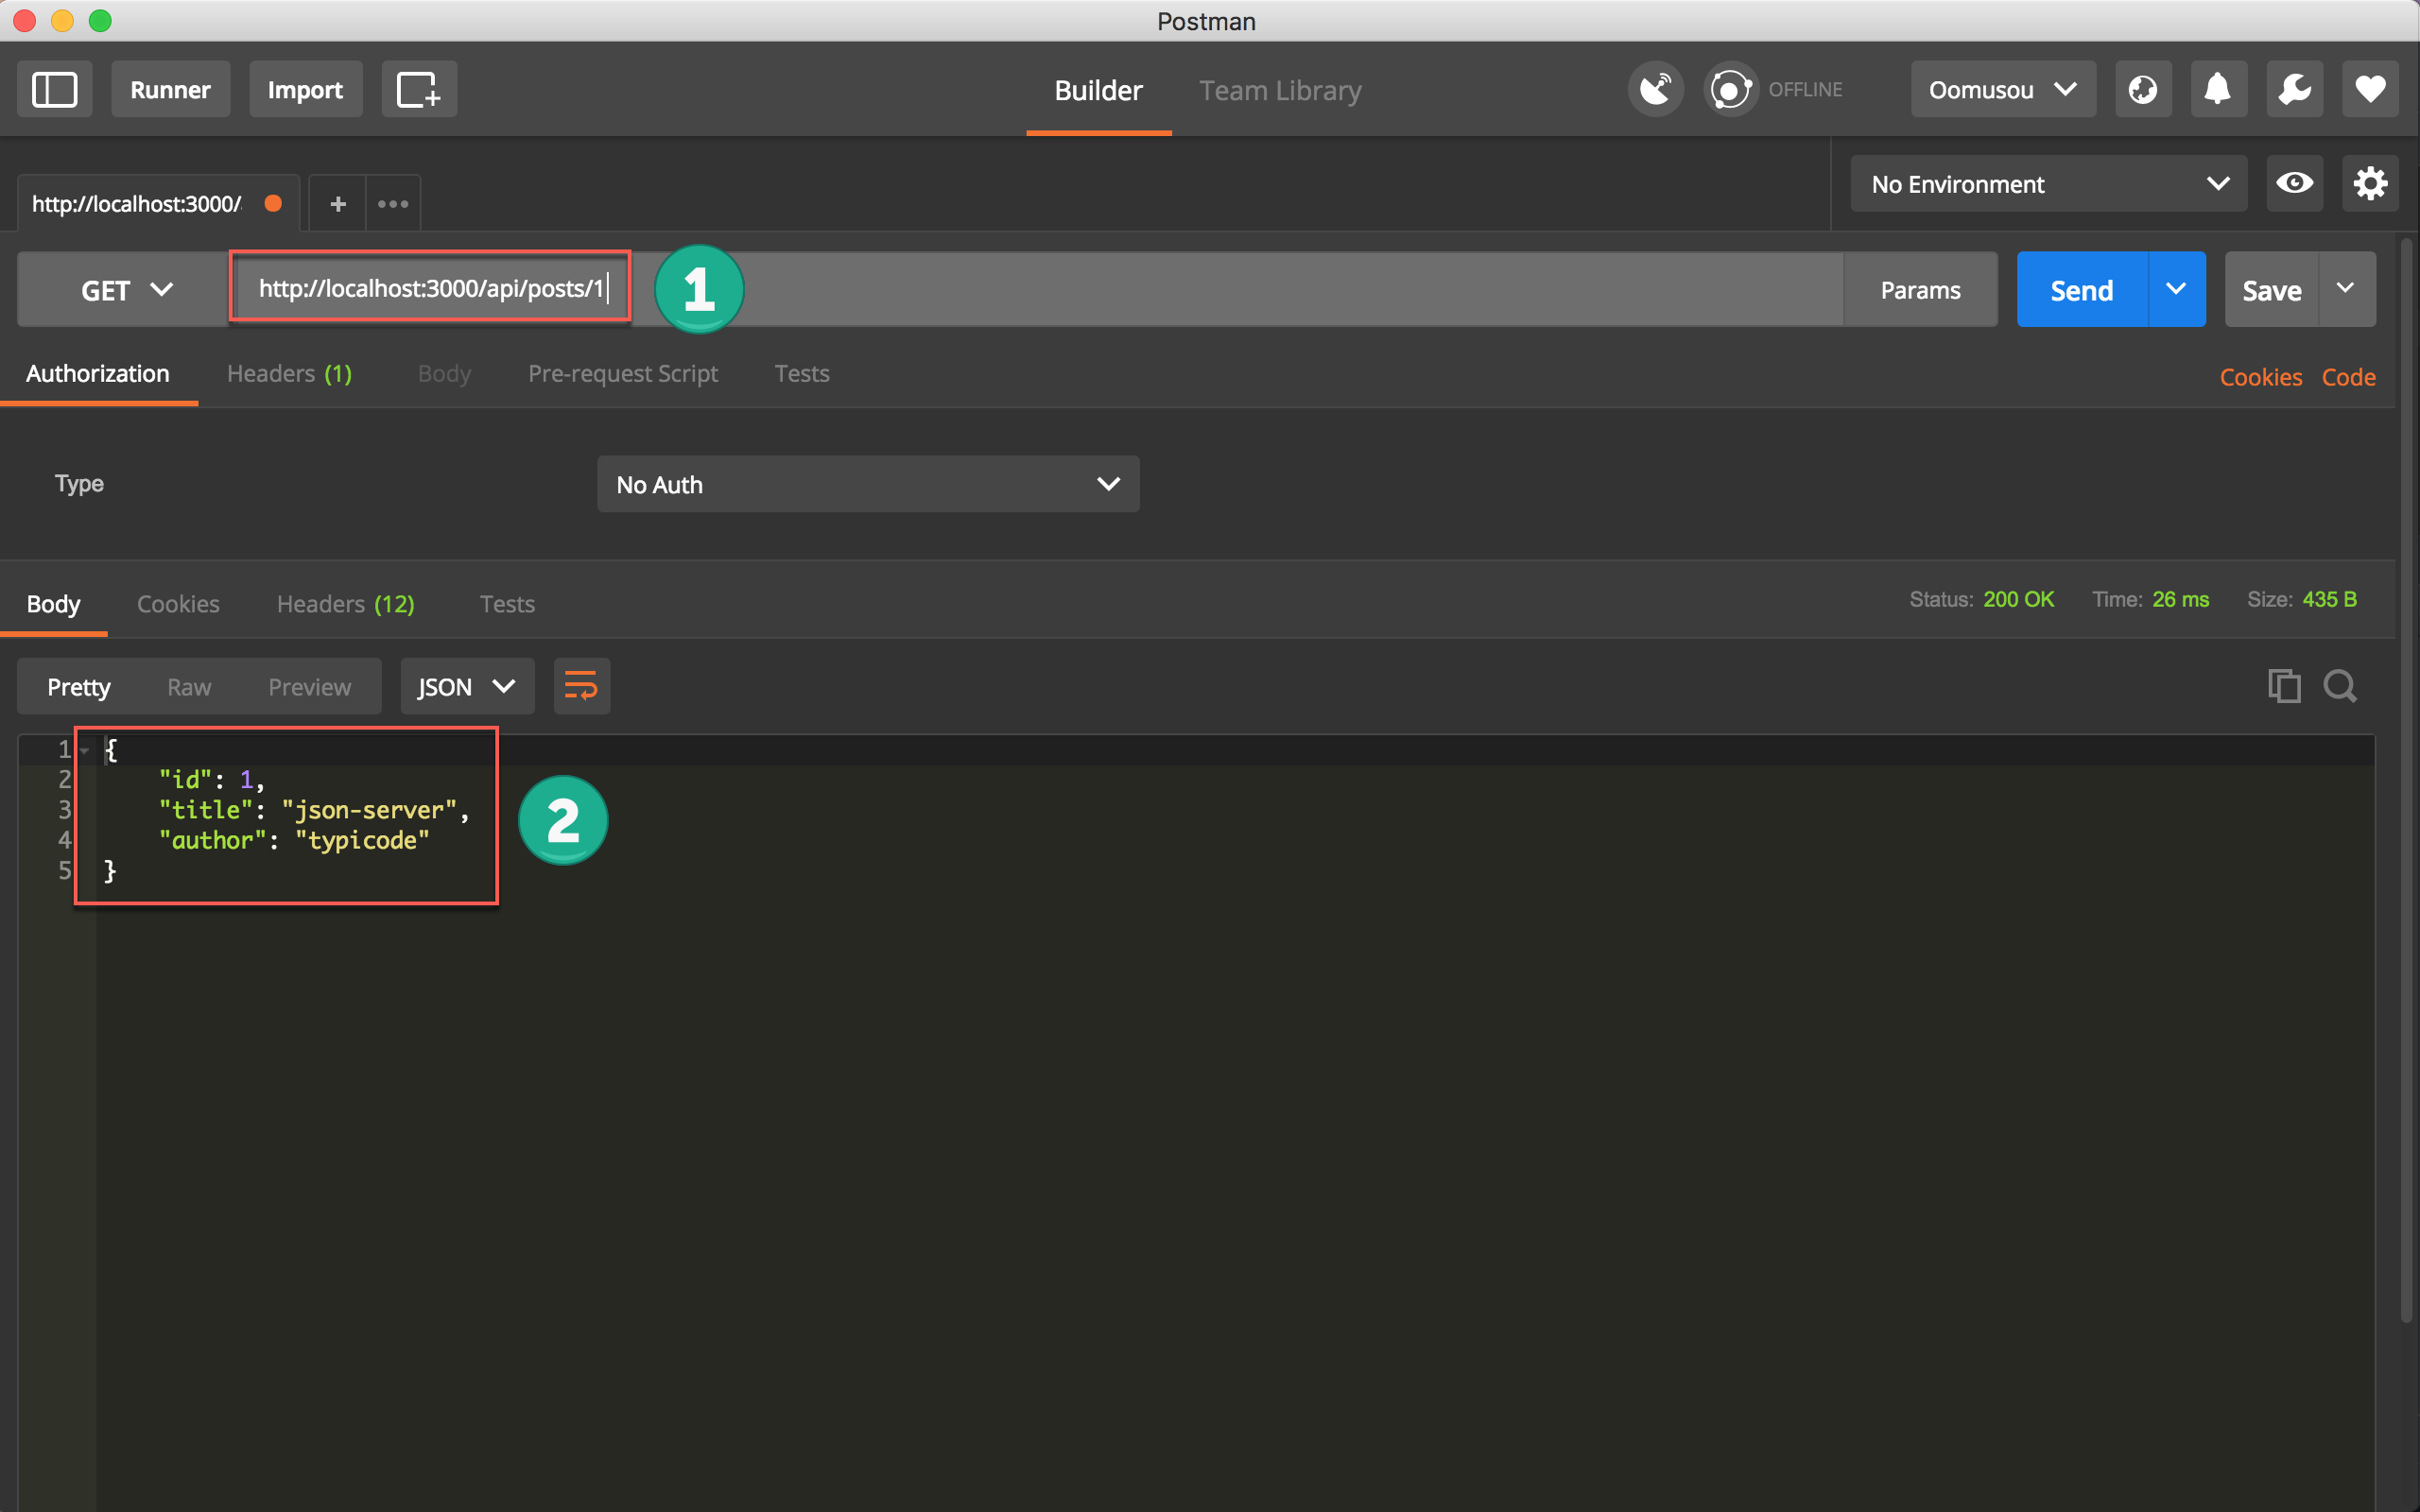 Postman
Runner Import Builder Team Library OFFLINE Oomusou
http://localhost:3000/ + ••• No Environment
GET http://localhost:3000/api/posts/1 1 Params Send Save
Authorization Headers (1) Body Pre-request Script Tests Cookies Code
Type No Auth
Body Cookies Headers (12) Tests Status: 200 OK Time: 26 ms Size: 435 B
Pretty Raw Preview JSON
1 {
2 "id": 1,
3 "title": "json-server",
4 "author": "typicode"
5 }
2